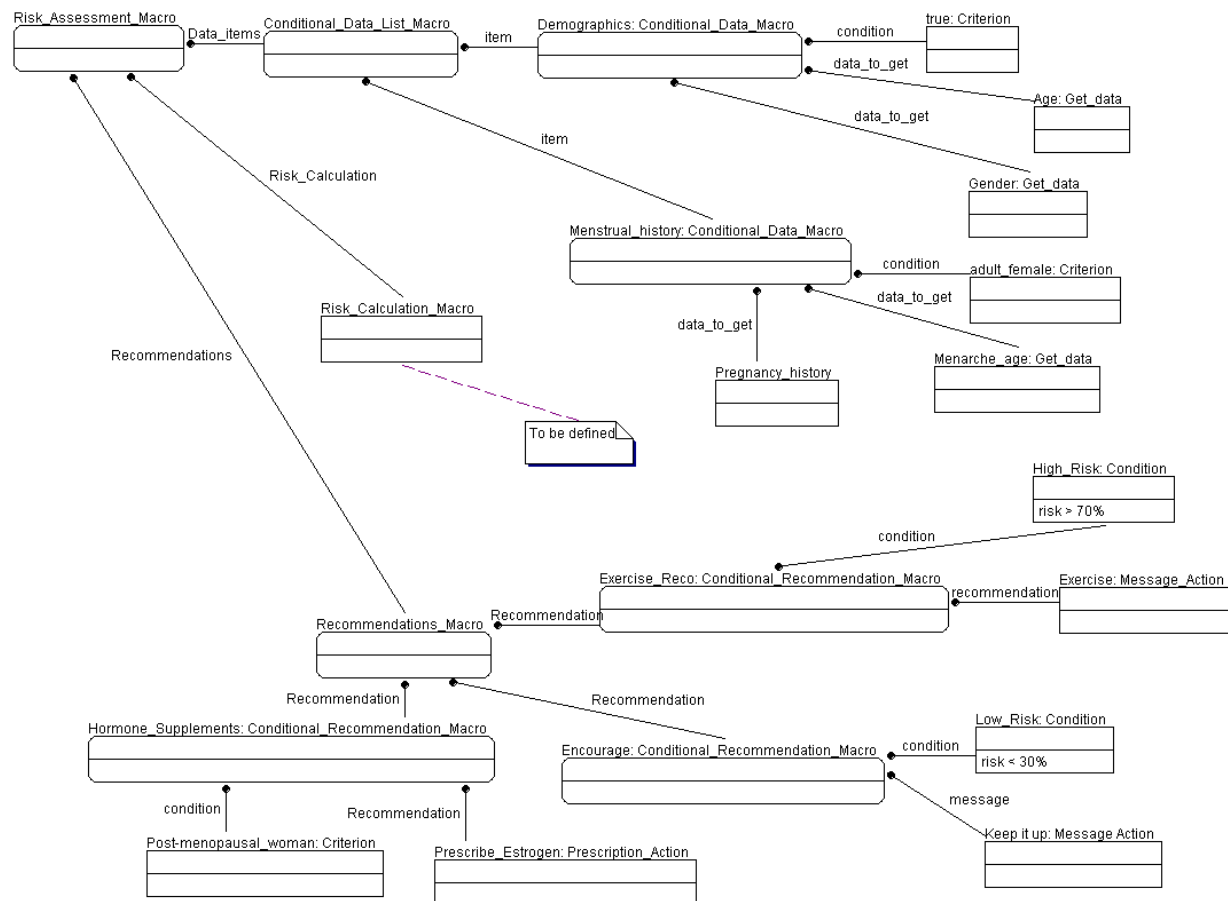 Risk_Assessment_Macro
Data_items
Conditional_Data_List_Macro
item
Demographics: Conditional_Data_Macro
condition
true: Criterion
data_to_get
Age: Get_data
data_to_get
item
Gender: Get_data
Risk_Calculation
Menstrual_history: Conditional_Data_Macro
condition
adult_female: Criterion
data_to_get
Risk_Calculation_Macro
data_to_get
Recommendations
Menarche_age: Get_data
Pregnancy_history
To be defined
High_Risk: Condition
risk > 70%
condition
Exercise_Reco: Conditional_Recommendation_Macro
recommendation
Exercise: Message_Action
Recommendation
Recommendations_Macro
Recommendation
Recommendation
Hormone_Supplements: Conditional_Recommendation_Macro
Low_Risk: Condition
Encourage: Conditional_Recommendation_Macro
condition
risk < 30%
condition
Recommendation
message
Post-menopausal_woman: Criterion
Prescribe_Estrogen: Prescription_Action
Keep it up: Message Action